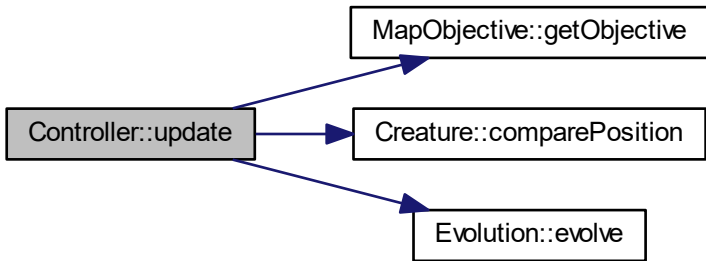 MapObjective::getObjective
Controller::update
Creature::comparePosition
Evolution::evolve